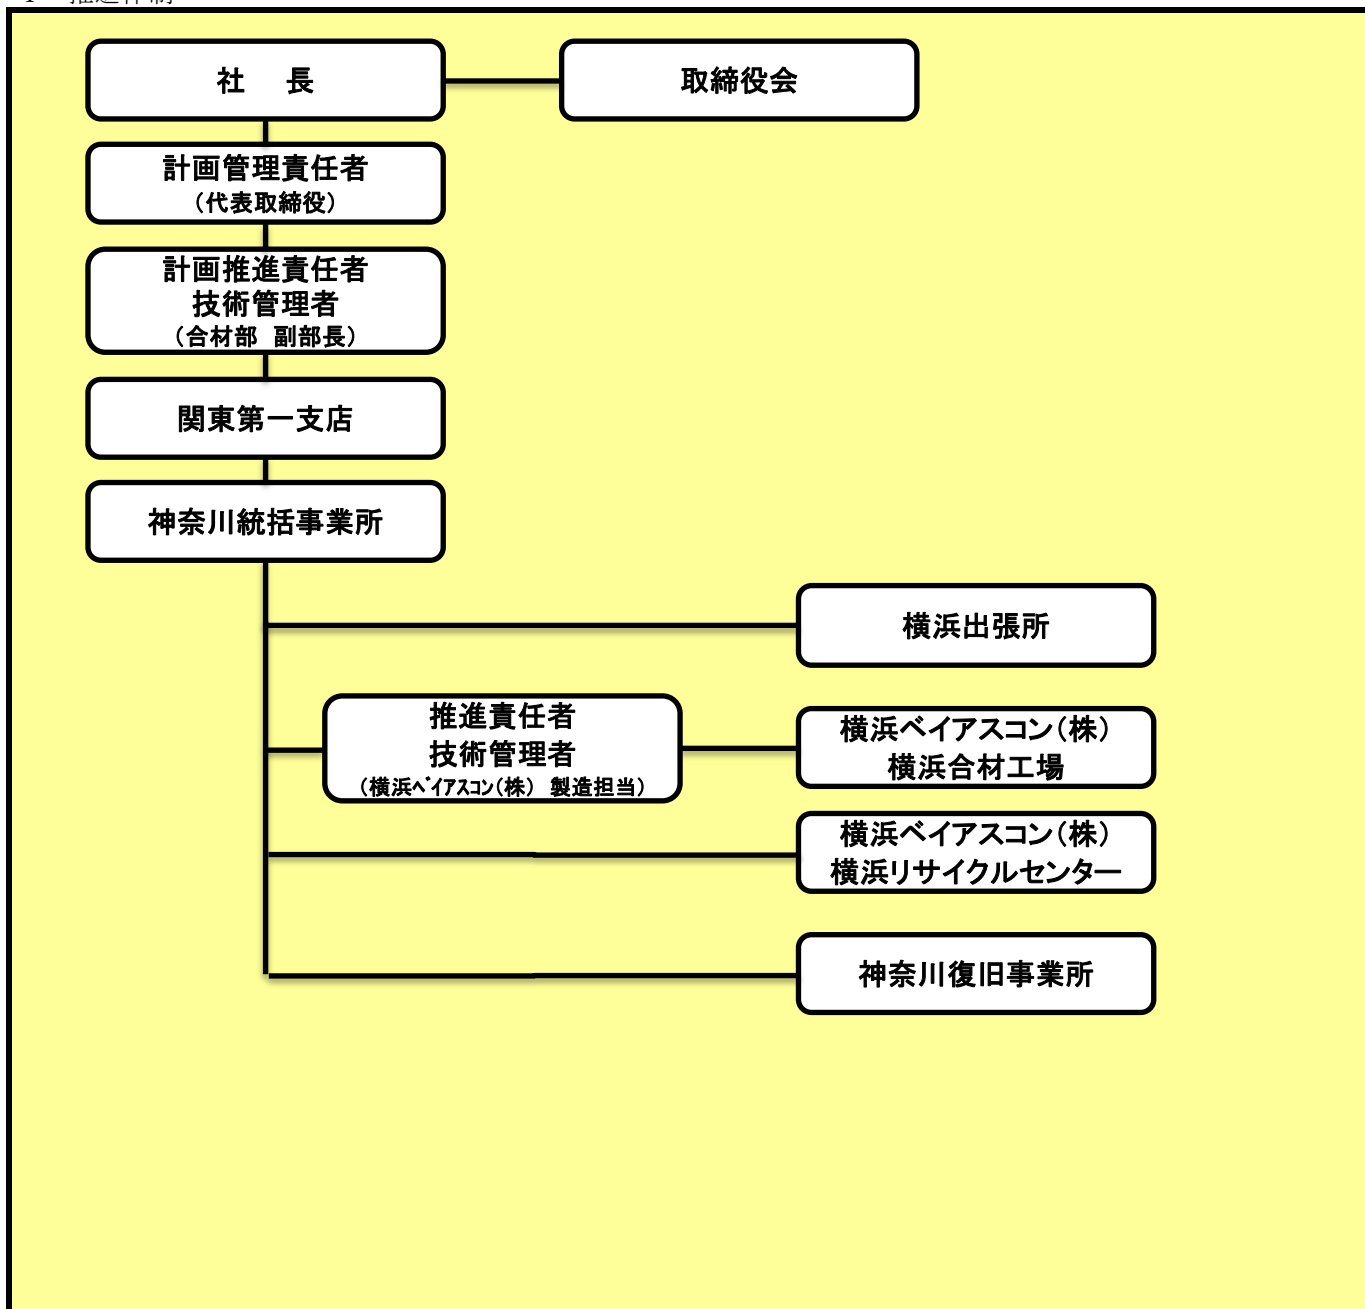 社　長
取締役会
計画管理責任者
（代表取締役）
計画推進責任者
技術管理者
（合材部　副部長）
関東第一支店
神奈川統括事業所
横浜出張所
推進責任者
技術管理者
（横浜ﾍﾞｲｱｽｺﾝ（株）　製造担当）
横浜ベイアスコン（株）
横浜合材工場
横浜ベイアスコン（株）
横浜リサイクルセンター
神奈川復旧事業所